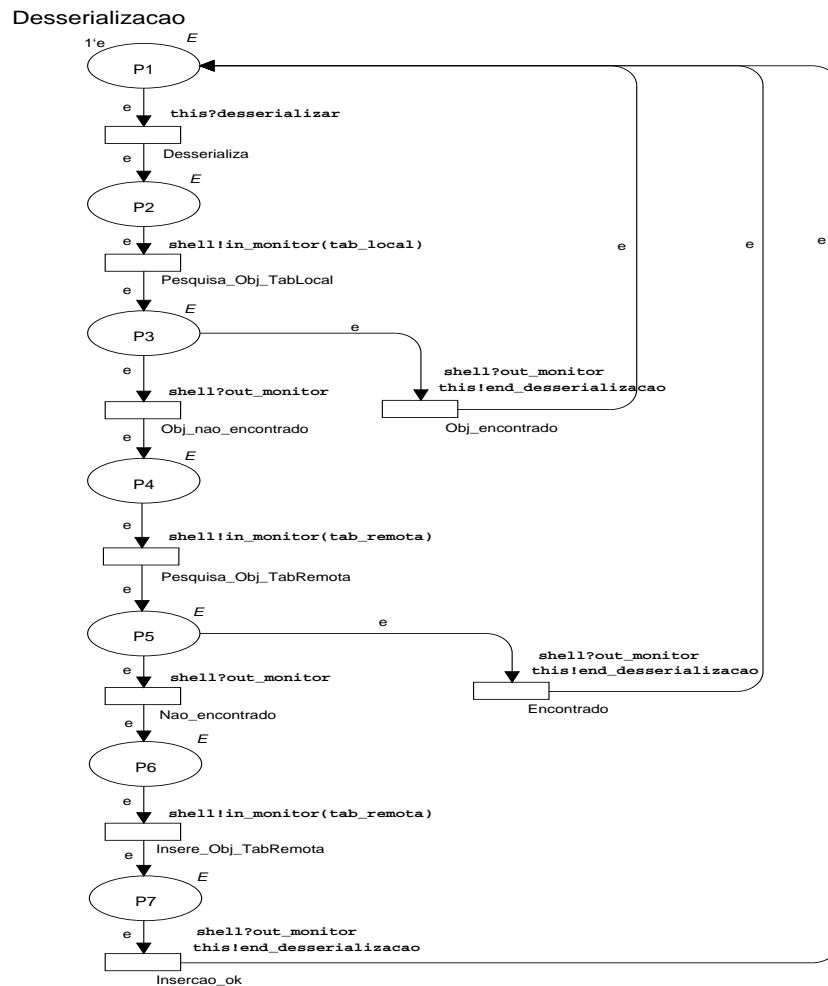 Desserializacao
1'e
E
P1
e
this?desserializar
Desserializa
e
E
P2
e
shell!in_monitor(tab_local)
Pesquisa_Obj_TabLocal
e
e
e
e
E
P3
e
e
shell?out_monitor
Obj_nao_encontrado
shell?out_monitor
this!end_desserializacao
Obj_encontrado
e
E
P4
e
shell!in_monitor(tab_remota)
Pesquisa_Obj_TabRemota
e
E
P5
e
e
shell?out_monitor
Nao_encontrado
shell?out_monitor
this!end_desserializacao
Encontrado
e
E
P6
e
shell!in_monitor(tab_remota)
Insere_Obj_TabRemota
e
E
P7
e
shell?out_monitor
this!end_desserializacao
Insercao_ok